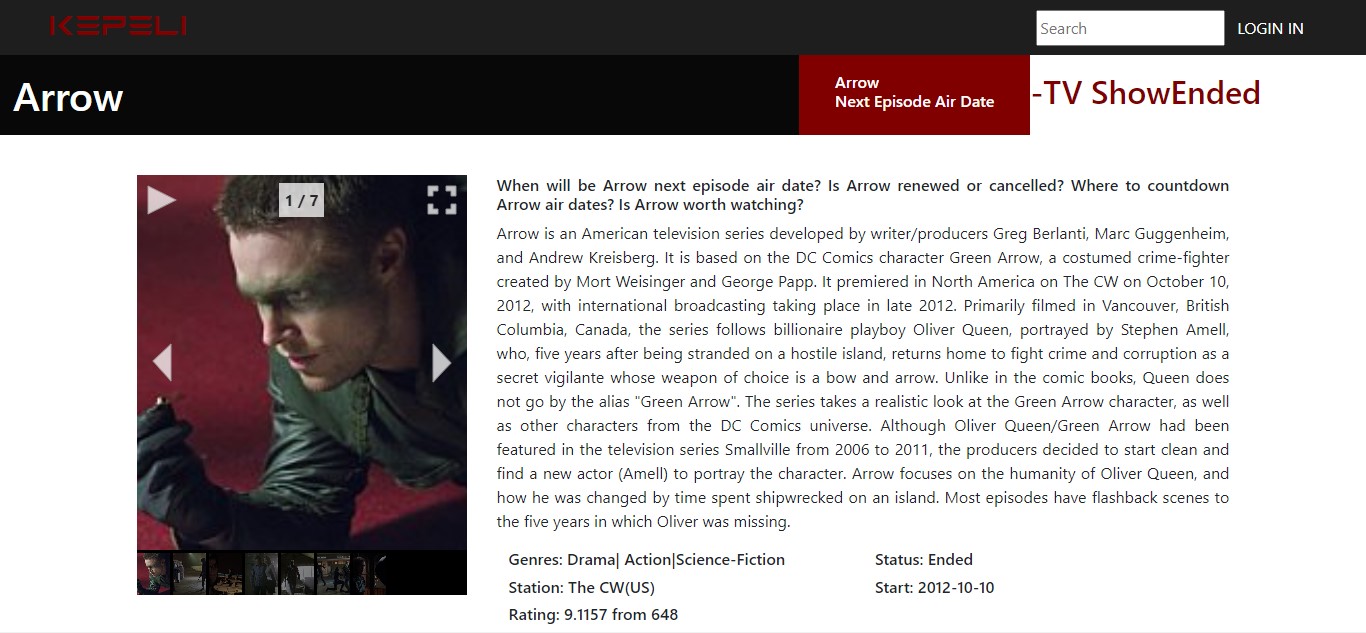 KEPELI
Search
LOGIN IN
Arrow
Arrow
Next Episode Air Date
-TV ShowEnded
1 / 7
When will be Arrow next episode air date? Is Arrow renewed or cancelled? Where to countdown
Arrow air dates? Is Arrow worth watching?
Arrow is an American television series developed by writer/producers Greg Berlanti, Marc Guggenheim,
and Andrew Kreisberg. It is based on the DC Comics character Green Arrow, a costumed crime-fighter
created by Mort Weisinger and George Papp. It premiered in North America on The CW on October 10,
2012, with international broadcasting taking place in late 2012. Primarily filmed in Vancouver, British
Columbia, Canada, the series follows billionaire playboy Oliver Queen, portrayed by Stephen Amell,
who, five years after being stranded on a hostile island, returns home to fight crime and corruption as a
secret vigilante whose weapon of choice is a bow and arrow. Unlike in the comic books, Queen does
not go by the alias "Green Arrow". The series takes a realistic look at the Green Arrow character, as well
as other characters from the DC Comics universe. Although Oliver Queen/Green Arrow had been
featured in the television series Smallville from 2006 to 2011, the producers decided to start clean and
find a new actor (Amell) to portray the character. Arrow focuses on the humanity of Oliver Queen, and
how he was changed by time spent shipwrecked on an island. Most episodes have flashback scenes to
the five years in which Oliver was missing.
Genres: Drama| Action|Science-Fiction
Status: Ended
Station: The CW(US)
Start: 2012-10-10
Rating: 9.1157 from 648